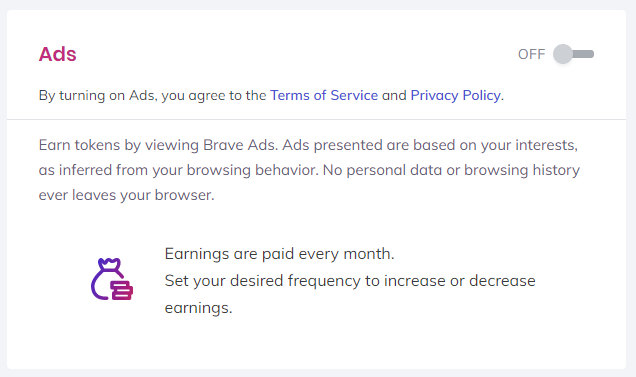 Ads
OFF
By turning on Ads, you agree to the Terms of Service and Privacy Policy.
Earn tokens by viewing Brave Ads. Ads presented are based on your interests,
as inferred from your browsing behavior. No personal data or browsing history
ever leaves your browser.
Earnings are paid every month.
Set your desired frequency to increase or decrease
earnings.